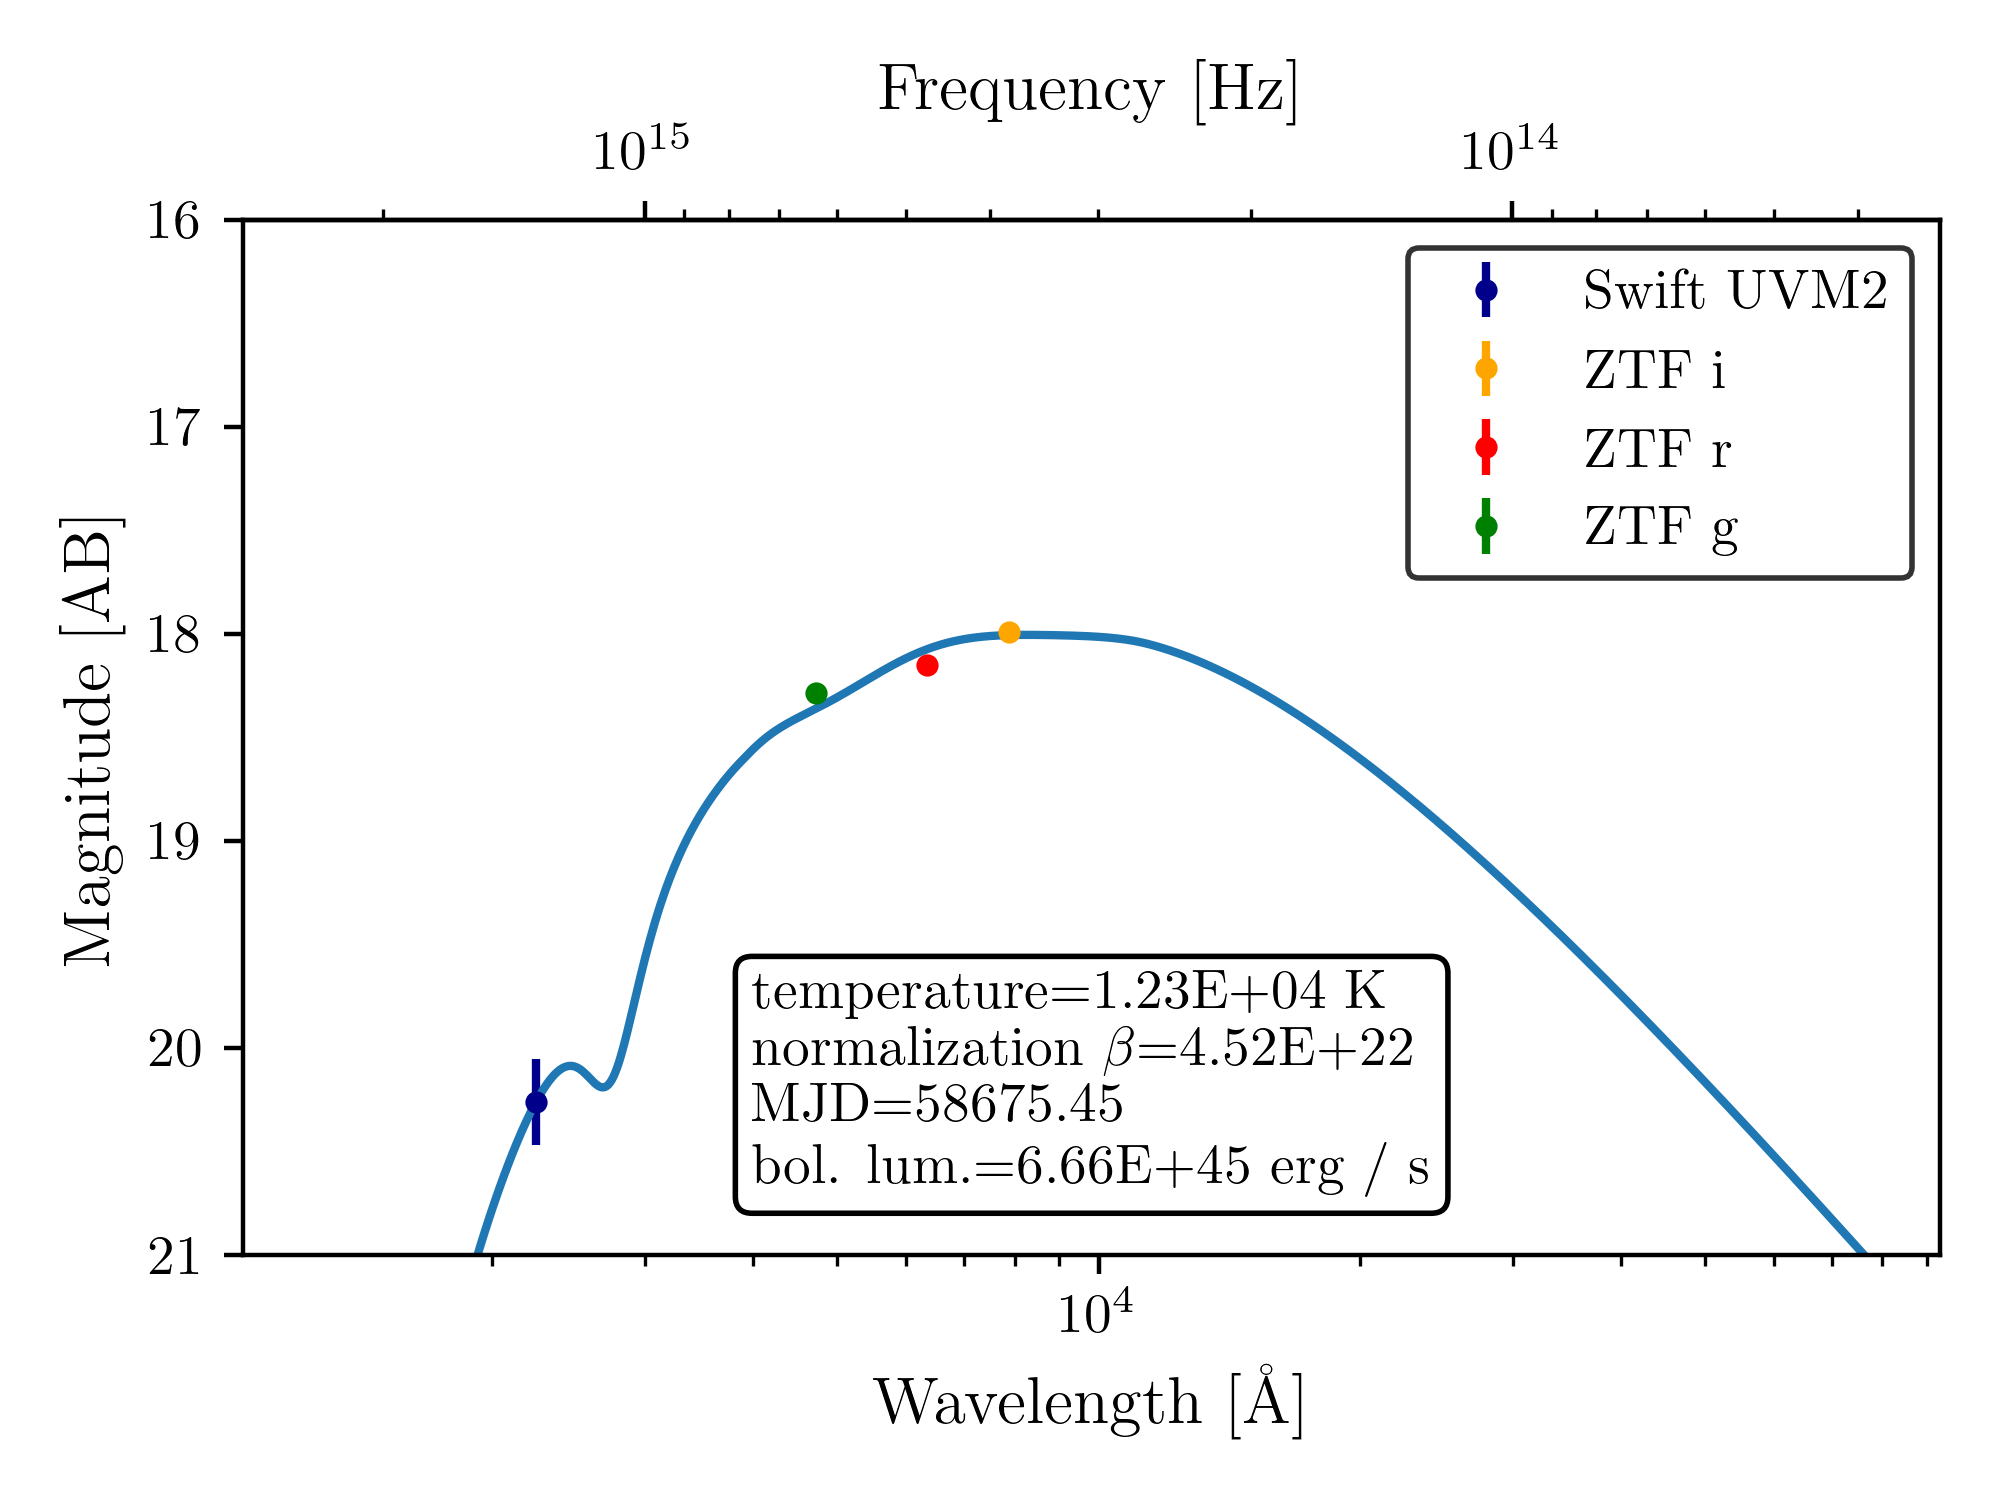 Frequency [Hz]
10^15 10^14
16
17
18
19
20
21
Magnitude [AB]
Swift UVM2
ZTF i
ZTF r
ZTF g
temperature=1.23E+04 K
normalization β=4.52E+22
MJD=58675.45
bol. lum.=6.66E+45 erg / s
10^4
Wavelength [Å]